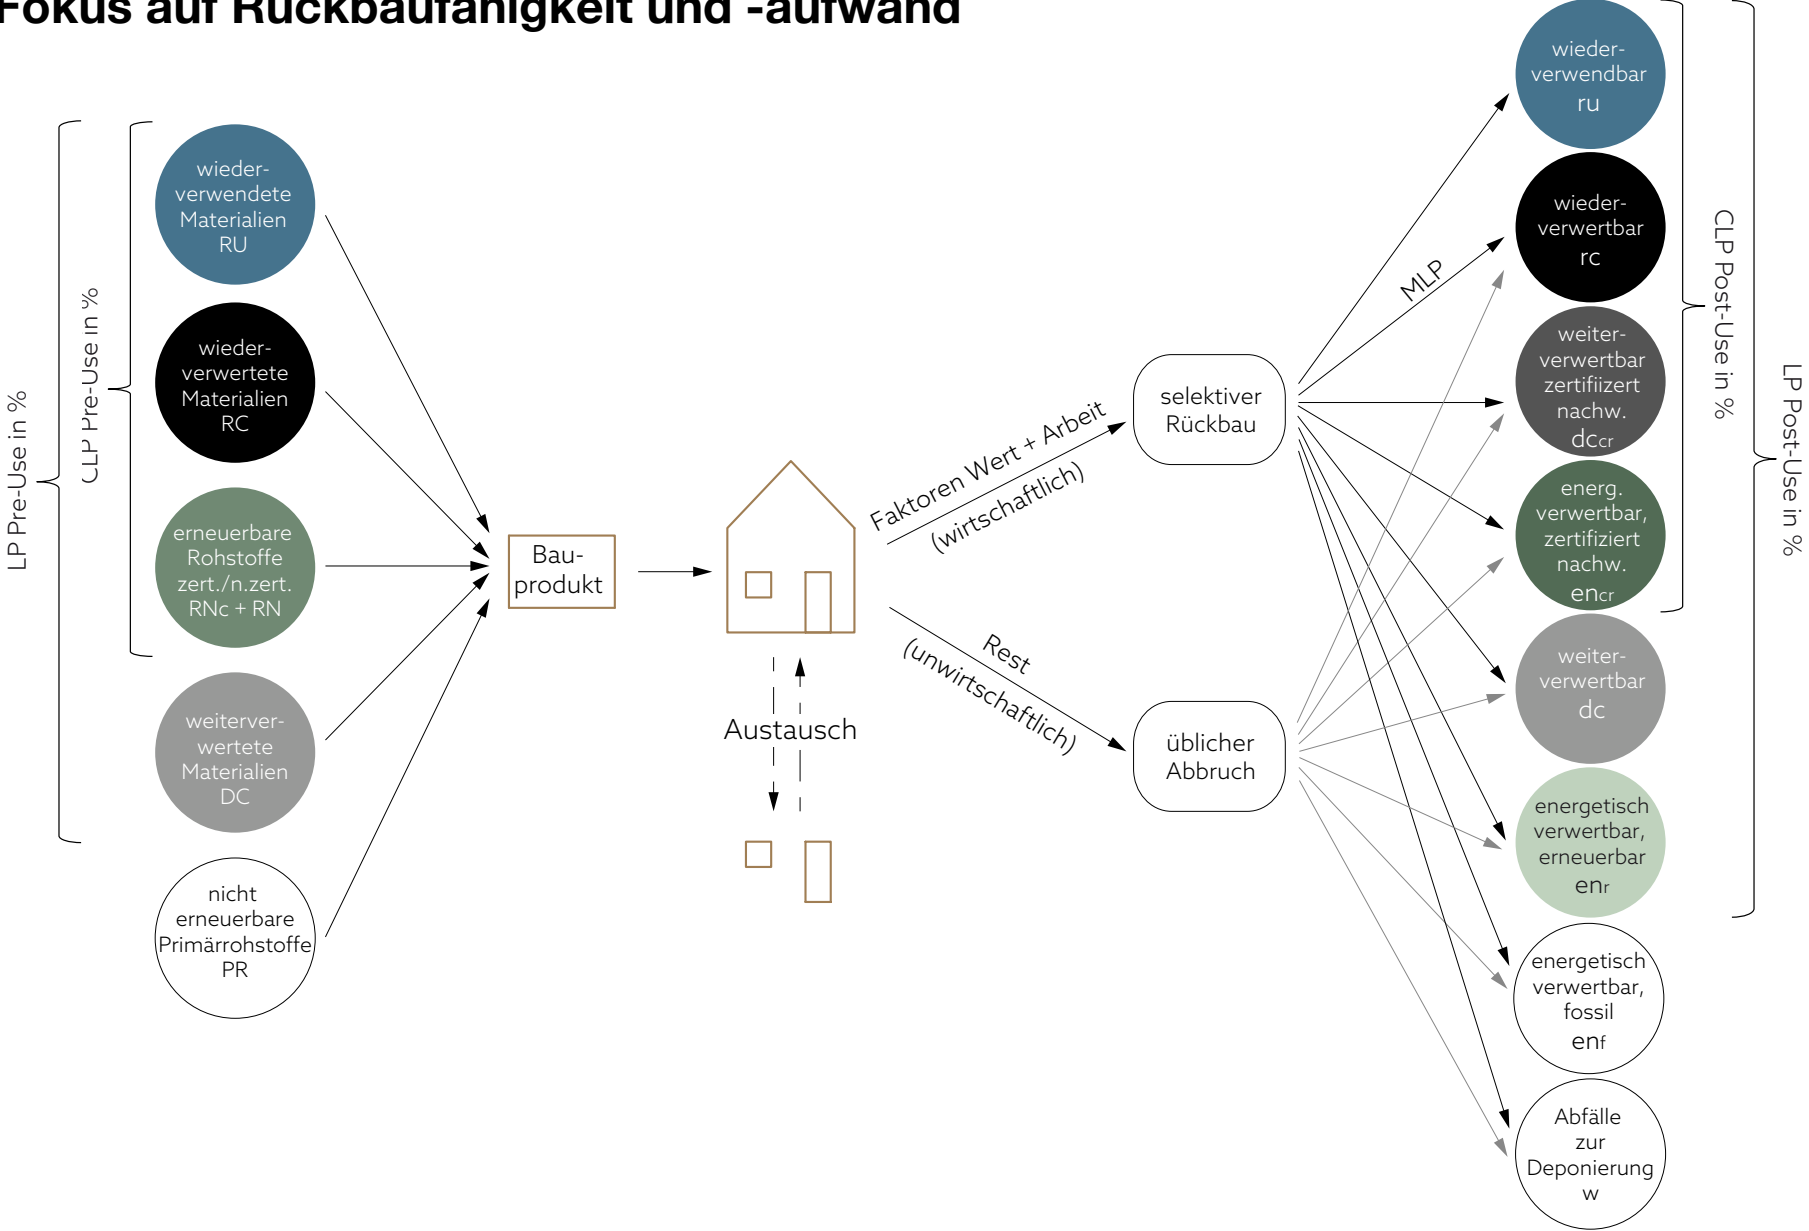 Fokus auf Rückbaufähigkeit und -aufwand
LP Pre-Use in %
CLP Pre-Use in %
wieder-
verwendete
Materialien
RU
wieder-
verwertete
Materialien
RC
erneuerbare
Rohstoffe
zert./n.zert.
RNc + RN
weiterver-
wertete
Materialien
DC
nicht
erneuerbare
Primärrohstoffe
PR
Bau-
produkt
Austausch
Faktoren Wert + Arbeit
(wirtschaftlich)
Rest
(unwirtschaftlich)
selektiver
Rückbau
üblicher
Abbruch
MLP
wieder-
verwendbar
ru
wieder-
verwertbar
rc
weiter-
verwertbar
zertifiizert
nachw.
dccr
energ.
verwertbar,
zertifiziert
nachw.
encr
weiter-
verwertbar
dc
energetisch
verwertbar,
erneuerbar
enr
energetisch
verwertbar,
fossil
enf
Abfälle
zur
Deponierung
w
CLP Post-Use in %
LP Post-Use in %